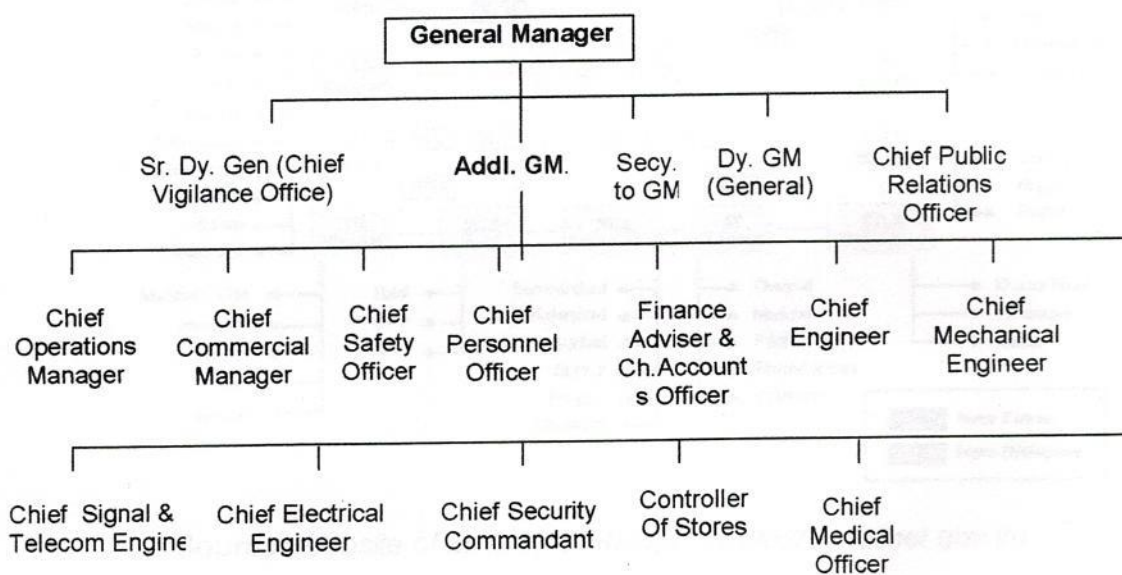 General Manager
Sr. Dy. Gen (Chief
Vigilance Office)
Addl. GM.
Secy.
to GM
Dy. GM
(General)
Chief Public
Relations
Officer
Chief
Operations
Manager
Chief
Commercial
Manager
Chief
Safety
Officer
Chief
Personnel
Officer
Finance
Adviser &
Ch.Account
s Officer
Chief
Engineer
Chief
Mechanical
Engineer
Chief Signal &
Telecom Engine
Chief Electrical
Engineer
Chief Security
Commandant
Controller
Of Stores
Chief
Medical
Officer